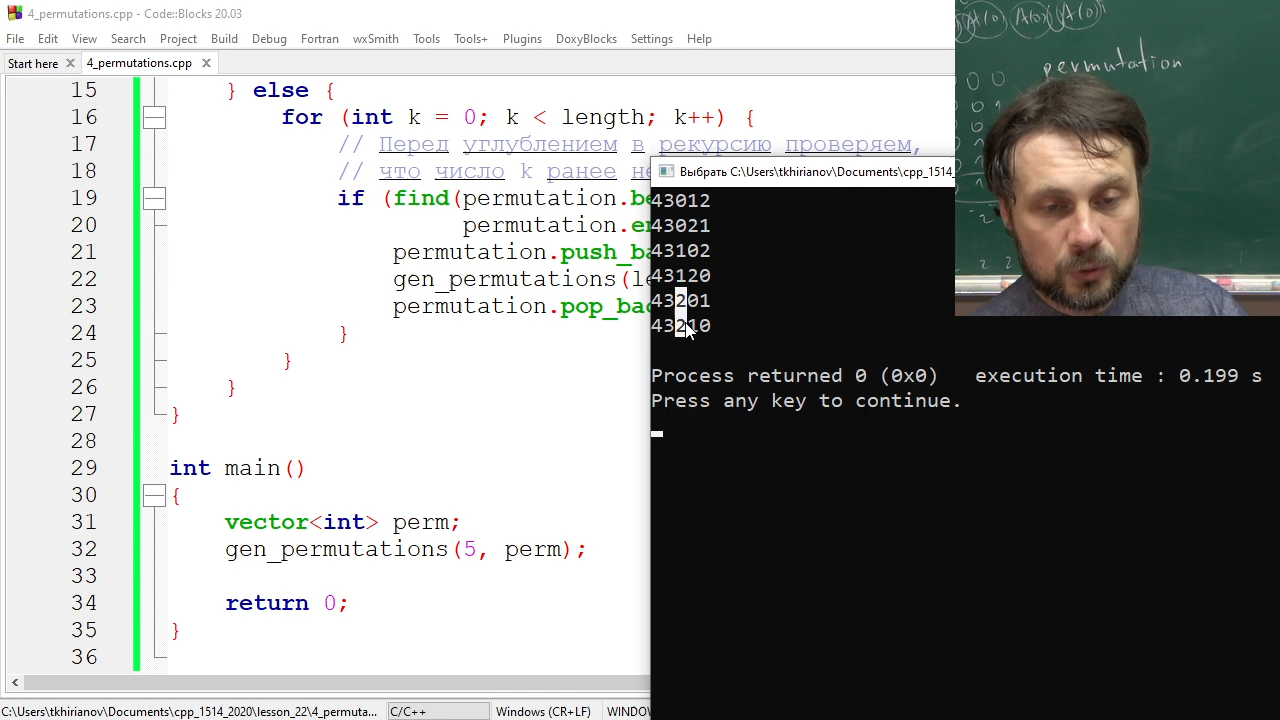 4_permutations.cpp - Code::Blocks 20.03
File Edit View Search Project Build Debug Fortran wxSmith Tools Tools+ Plugins DoxyBlocks Settings Help
Start here 4_permutations.cpp
15 } else {
16 for (int k = 0; k < length; k++) {
17 // Перед углублением в рекурсию проверяем,
18 // что число k ранее не
19 if (find(permutation.be
20 permutation.en
21 permutation.push_ba
22 gen_permutations(le
23 permutation.pop_bac
24 }
25 }
26 }
27 }
28
29 int main()
30 {
31 vector<int> perm;
32 gen_permutations(5, perm);
33
34 return 0;
35 }
36
C:\Users\tkhirianov\Documents\cpp_1514_2020\lesson_22\4_permuta... C/C++ Windows (CR+LF) WINDO
Выбрать C:\Users\tkhirianov\Documents\cpp_1514_
43012
43021
43102
43120
43201
43210
Process returned 0 (0x0) execution time : 0.199 s
Press any key to continue.
permutation